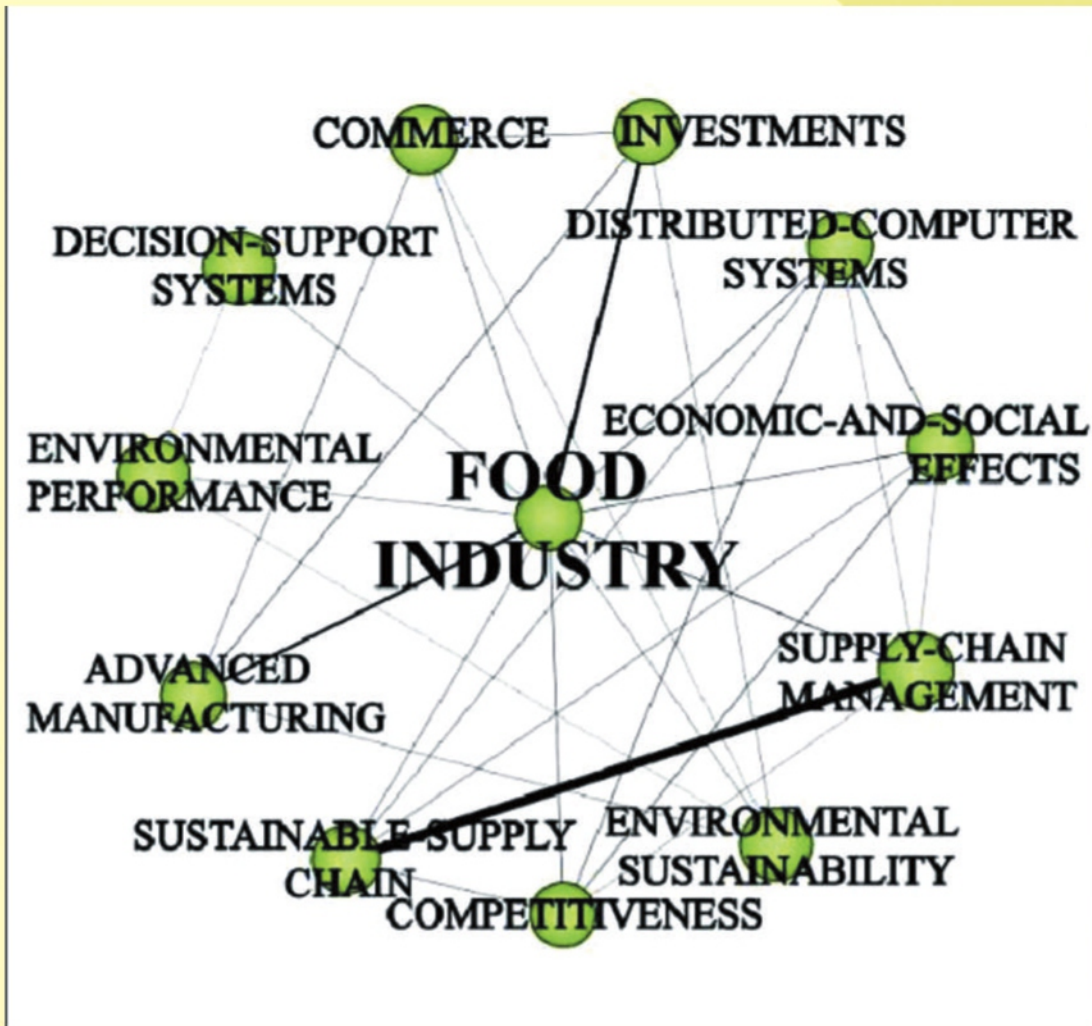 COMMERCE
INVESTMENTS
DECISION-SUPPORT
SYSTEMS
DISTRIBUTED-COMPUTER
SYSTEMS
ENVIRONMENTAL
PERFORMANCE
FOOD
INDUSTRY
ECONOMIC-AND-SOCIAL
EFFECTS
ADVANCED
MANUFACTURING
SUPPLY-CHAIN
MANAGEMENT
SUSTAINABLE-SUPPLY
CHAIN
COMPETITIVENESS
ENVIRONMENTAL
SUSTAINABILITY